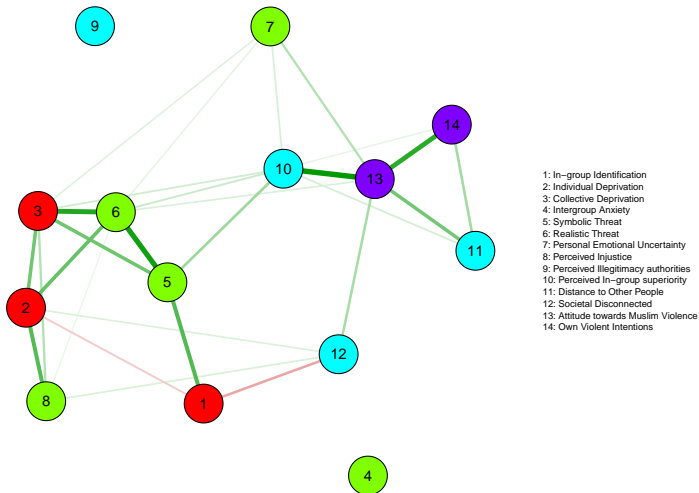 9
7
14
10
13
3
6
11
5
2
12
8
1
4
1: In−group Identification
2: Individual Deprivation
3: Collective Deprivation
4: Intergroup Anxiety
5: Symbolic Threat
6: Realistic Threat
7: Personal Emotional Uncertainty
8: Perceived Injustice
9: Perceived Illegitimacy authorities
10: Perceived In−group superiority
11: Distance to Other People
12: Societal Disconnected
13: Attitude towards Muslim Violence
14: Own Violent Intentions